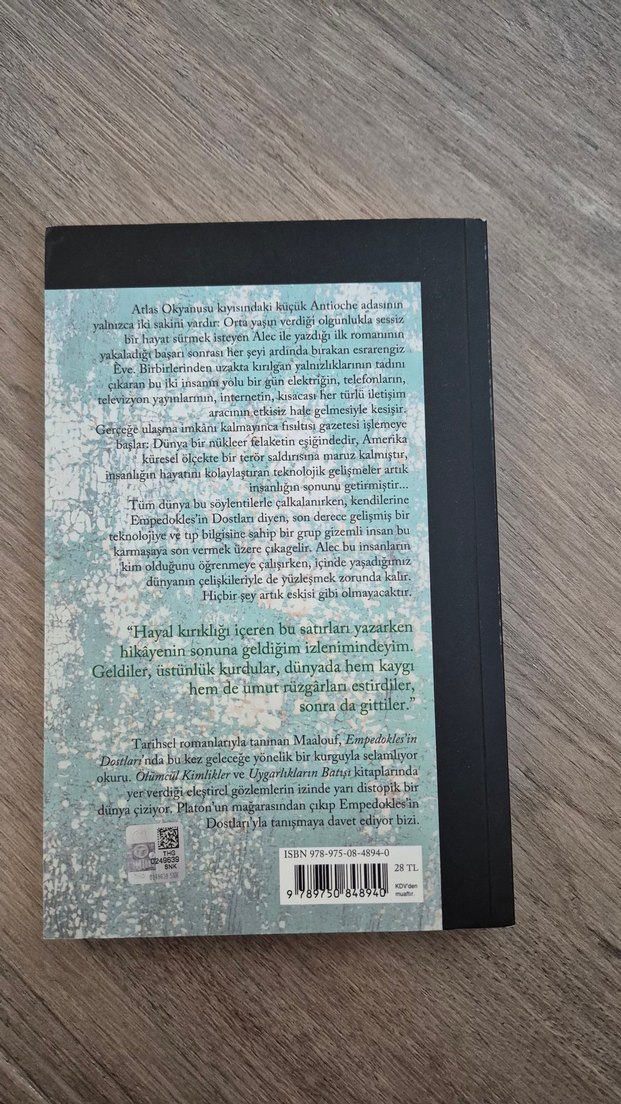 Atlas Okyanusu kıyısındaki küçük Antioche adasının
yalnızca iki sakini vardır: Orta yaşın verdiği olgunlukla sessiz
bir hayat sürmek isteyen Alec ile yazdığı ilk romanının
yakaladığı başarı sonrası her şeyi ardında bırakan esrarengiz
Ève. Birbirlerinden uzakta kırılgan yalnızlıklarının tadını
çıkaran bu iki insanın yolu bir gün elektriğin, telefonların,
televizyon yayınlarının, internetin, kısacası her türlü iletişim
aracının etkisiz hale gelmesiyle kesişir.
Gerçeğe ulaşma imkânı kalmayınca fısıltı gazetesi işlemeye
başlar: Dünya bir nükleer felaketin eşiğindedir, Amerika
küresel ölçekte bir terör saldırısına maruz kalmıştır,
insanlığın hayatını kolaylaştıran teknolojik gelişmeler artık
insanlığın sonunu getirmiştir...
Tüm dünya bu söylentilerle çalkalanırken, kendilerine
Empedokles'in Dostları diyen, son derece gelişmiş bir
teknolojiye ve tıp bilgisine sahip bir grup gizemli insan bu
karmaşaya son vermek üzere çıkagelir. Alec bu insanların
kim olduğunu öğrenmeye çalışırken, içinde yaşadığımız
dünyanın çelişkileriyle de yüzleşmek zorunda kalır.
Hiçbir şey artık eskisi gibi olmayacaktır.
"Hayal kırıklığı içeren bu satırları yazarken
hikâyenin sonuna geldiğim izlenimindeyim.
Geldiler, üstünlük kurdular, dünyada hem kaygı
hem de umut rüzgârları estirdiler,
sonra da gittiler."
Tarihsel romanlarıyla tanınan Maalouf, Empedokles'in
Dostları'nda bu kez geleceğe yönelik bir kurguyla selamlıyor
okuru. Ölümcül Kimlikler ve Uygarlıkların Batışı kitaplarında
yer verdiği eleştirel gözlemlerin izinde yarı distopik bir
dünya çiziyor. Platon'un mağarasından çıkıp Empedokles'in
Dostları'yla tanışmaya davet ediyor bizi.
THG
0249639
SNK
ISBN 978-975-08-4894-0
28 TL
KDV'den
muaftır.
9 789750 848940